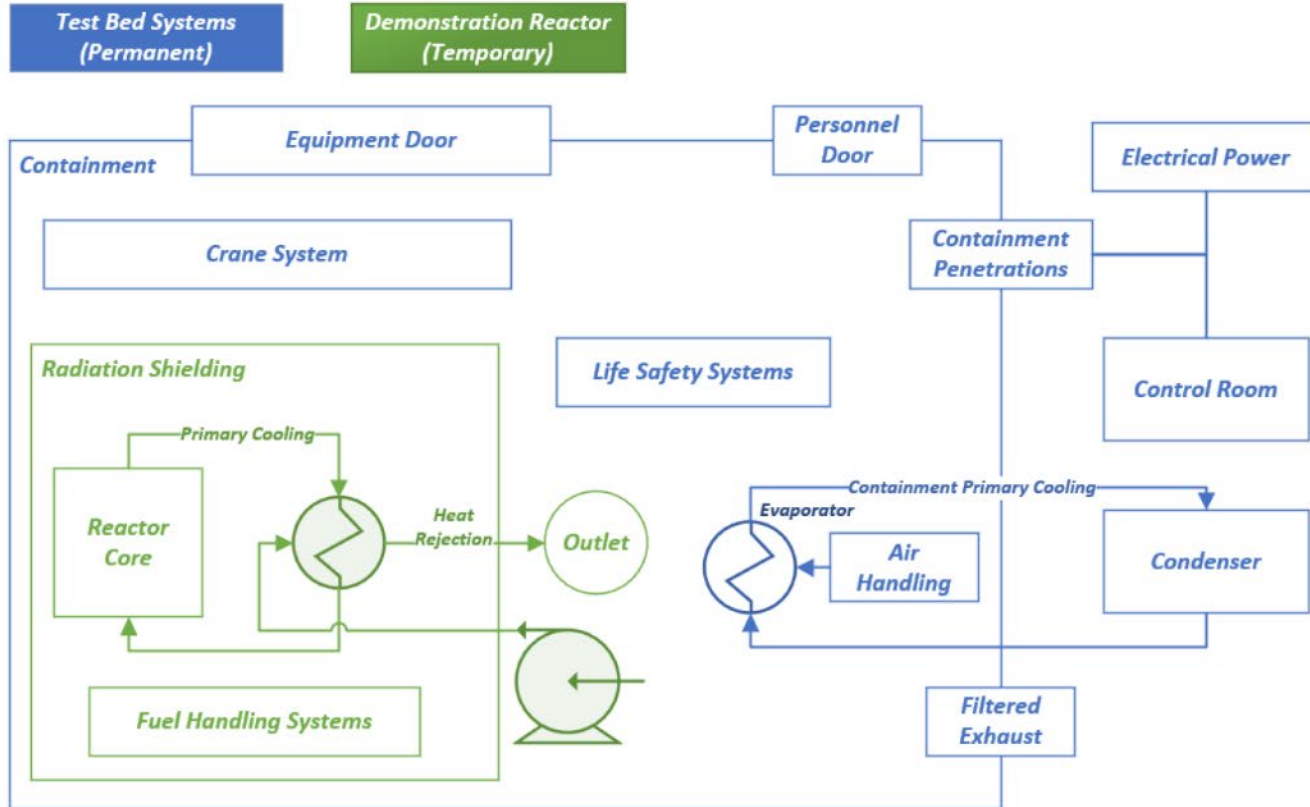 Test Bed Systems
(Permanent)
Demonstration Reactor
(Temporary)
Equipment Door
Personnel
Door
Containment
Electrical Power
Crane System
Containment
Penetrations
Radiation Shielding
Life Safety Systems
Control Room
Primary Cooling
Reactor
Core
Heat
Rejection
Outlet
Containment Primary Cooling
Evaporator
Air
Handling
Condenser
Fuel Handling Systems
Filtered
Exhaust